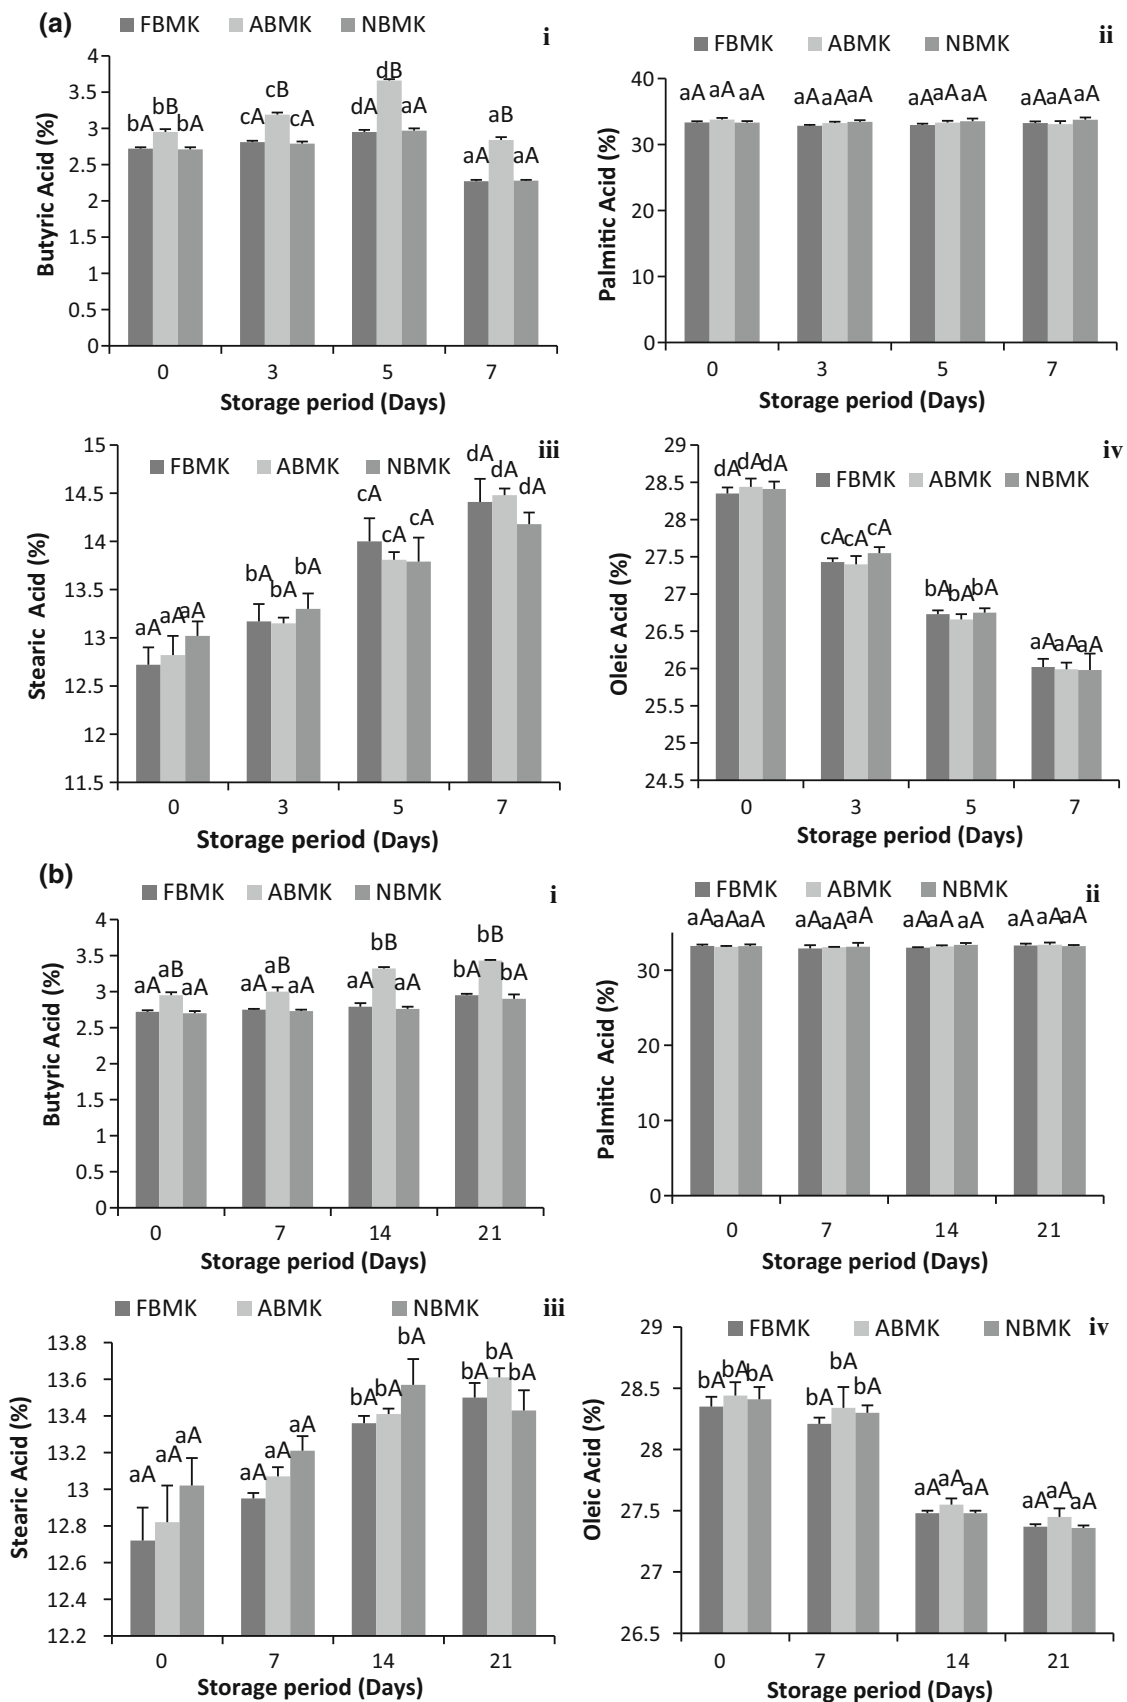 (a)
FBMK ABMK NBMK
i
4
3.5
3
2.5
2
1.5
1
0.5
0
Butyric Acid (%)
bA bB bA
cA cB cA
dA dB aA
aA aB aA
0 3 5 7
Storage period (Days)
FBMK ABMK NBMK
ii
40
30
20
10
0
Palmitic Acid (%)
aA aA aA
aA aA aA
aA aA aA
aA aA aA
0 3 5 7
Storage period (Days)
FBMK ABMK NBMK
iii
15
14.5
14
13.5
13
12.5
12
11.5
Stearic Acid (%)
aA aA aA
bA bA bA
cA cA cA
dA dA dA
0 3 5 7
Storage period (Days)
FBMK ABMK NBMK
iv
29
28.5
28
27.5
27
26.5
26
25.5
25
24.5
Oleic Acid (%)
dA dA dA
cA cA cA
bA bA bA
aA aA aA
0 3 5 7
Storage period (Days)
(b)
FBMK ABMK NBMK
i
4
3.5
3
2.5
2
1.5
1
0.5
0
Butyric Acid (%)
aA aB aA
aA aB aA
aA bB aA
bA bB bA
0 7 14 21
Storage period (Days)
FBMK ABMK NBMK
ii
30
20
10
0
Palmitic Acid (%)
aA aA aA
aA aA aA
aA aA aA
aA aA aA
0 7 14 21
Storage period (Days)
FBMK ABMK NBMK
iii
13.8
13.6
13.4
13.2
13
12.8
12.6
12.4
12.2
Stearic Acid (%)
aA aA aA
aA aA aA
bA bA bA
bA bA bA
0 7 14 21
Storage period (Days)
FBMK ABMK NBMK
iv
29
28.5
28
27.5
27
26.5
Oleic Acid (%)
bA bA bA
bA bA bA
aA aA aA
aA aA aA
0 7 14 21
Storage period (Days)